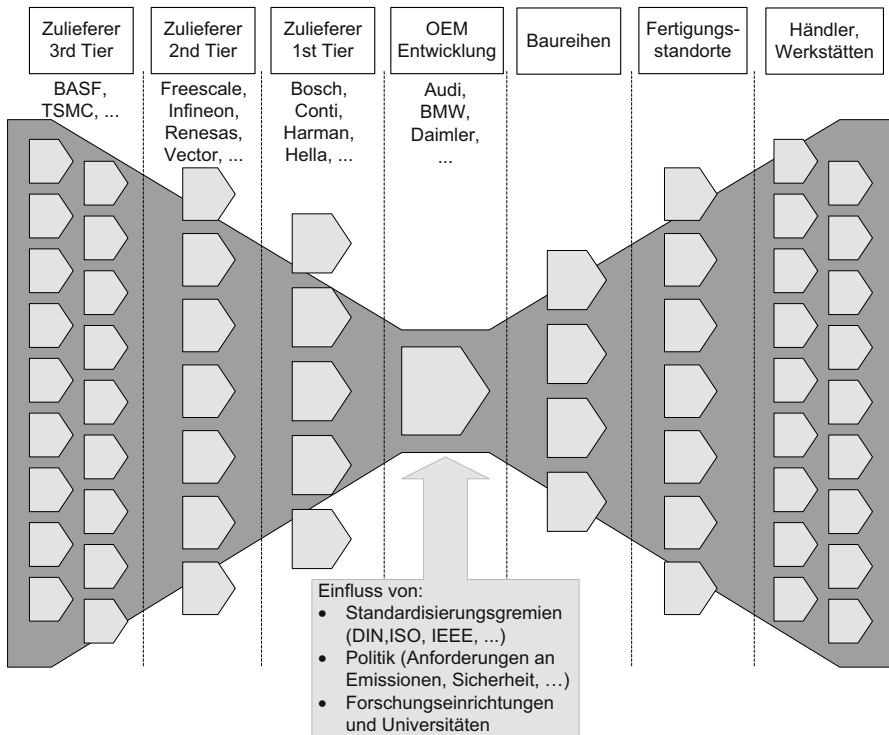 Zulieferer
3rd Tier
Zulieferer
2nd Tier
Zulieferer
1st Tier
OEM
Entwicklung
Baureihen
Fertigungs-
standorte
Händler,
Werkstätten
BASF,
TSMC, ...
Freescale,
Infineon,
Renesas,
Vector, ...
Bosch,
Conti,
Harman,
Hella, ...
Audi,
BMW,
Daimler,
...
Einfluss von:
• Standardisierungsgremien
(DIN,ISO, IEEE, ...)
• Politik (Anforderungen an
Emissionen, Sicherheit, …)
• Forschungseinrichtungen
und Universitäten